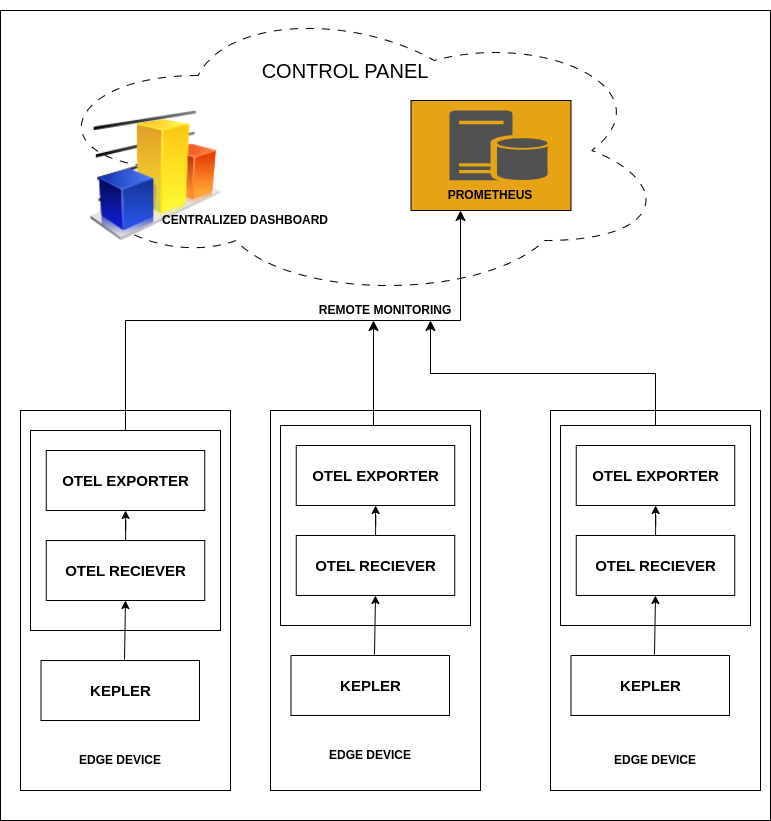 CONTROL PANEL
PROMETHEUS
CENTRALIZED DASHBOARD
REMOTE MONITORING
OTEL EXPORTER
OTEL RECIEVER
KEPLER
EDGE DEVICE
OTEL EXPORTER
OTEL RECIEVER
KEPLER
EDGE DEVICE
OTEL EXPORTER
OTEL RECIEVER
KEPLER
EDGE DEVICE